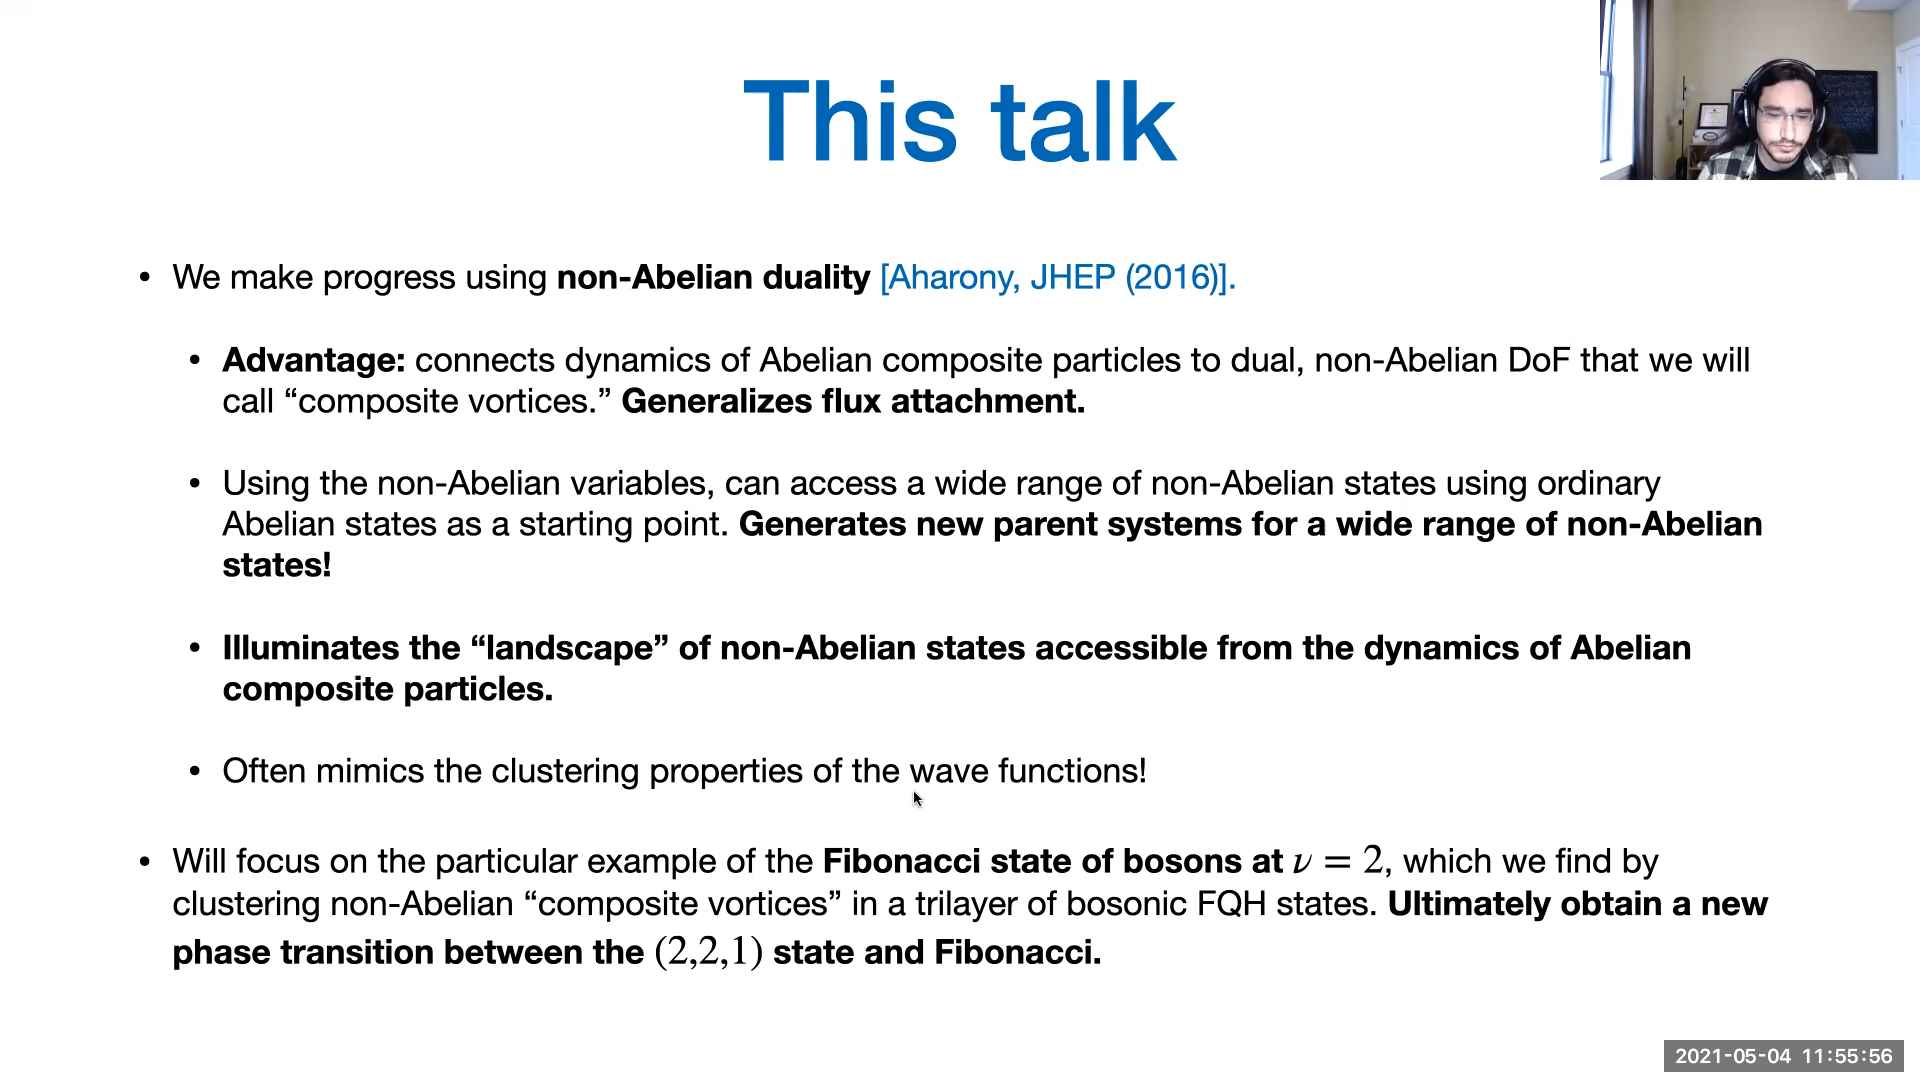 This talk
• We make progress using non-Abelian duality [Aharony, JHEP (2016)].
• Advantage: connects dynamics of Abelian composite particles to dual, non-Abelian DoF that we will
call “composite vortices.” Generalizes flux attachment.
• Using the non-Abelian variables, can access a wide range of non-Abelian states using ordinary
Abelian states as a starting point. Generates new parent systems for a wide range of non-Abelian
states!
• Illuminates the “landscape” of non-Abelian states accessible from the dynamics of Abelian
composite particles.
• Often mimics the clustering properties of the wave functions!
• Will focus on the particular example of the Fibonacci state of bosons at ν = 2, which we find by
clustering non-Abelian “composite vortices” in a trilayer of bosonic FQH states. Ultimately obtain a new
phase transition between the (2,2,1) state and Fibonacci.
2021-05-04 11:55:56